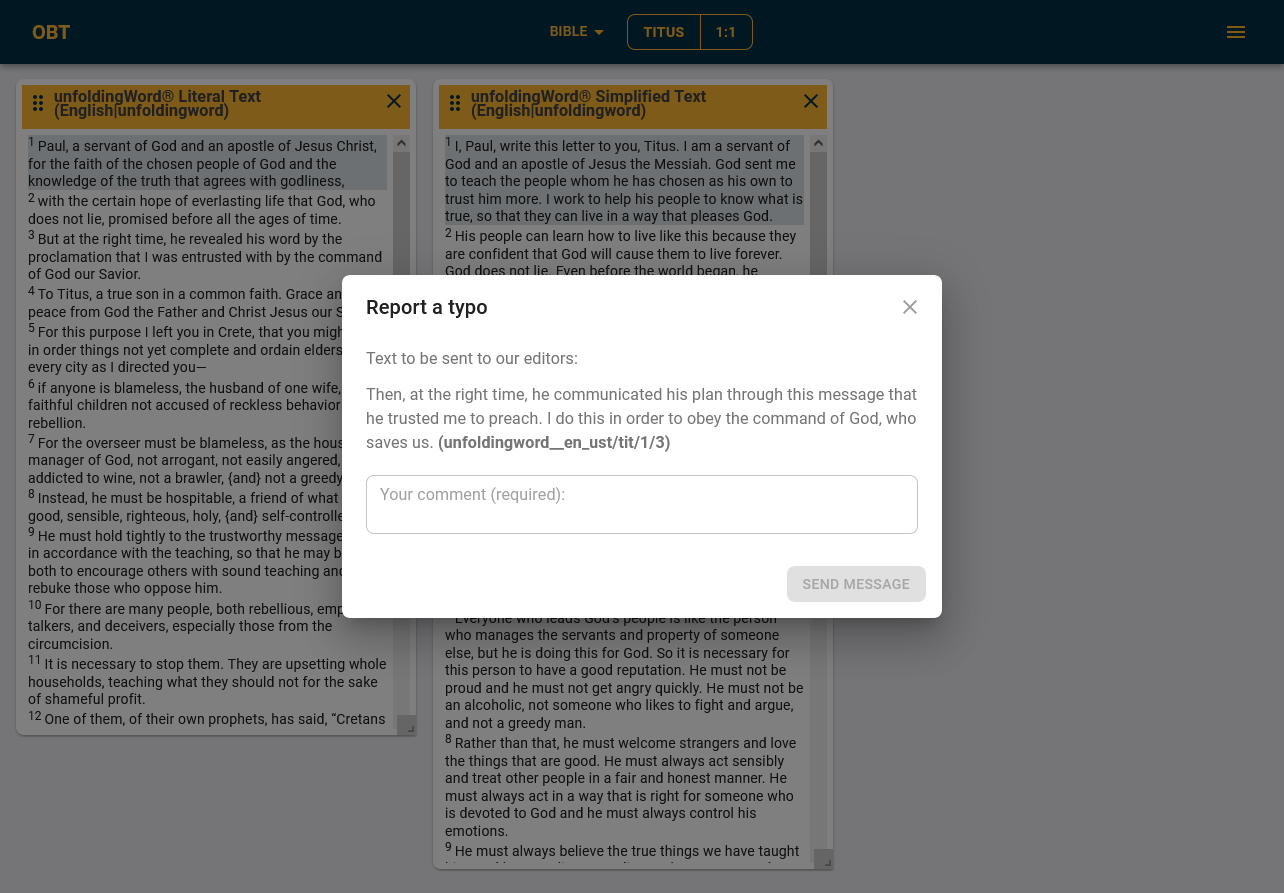 OBT
BIBLE
TITUS
1:1
unfoldingWord® Literal Text
(English|unfoldingword)
1 Paul, a servant of God and an apostle of Jesus Christ,
for the faith of the chosen people of God and the
knowledge of the truth that agrees with godliness,
2 with the certain hope of everlasting life that God, who
does not lie, promised before all the ages of time.
3 But at the right time, he revealed his word by the
proclamation that I was entrusted with by the command
of God our Savior.
4 To Titus, a true son in a common faith. Grace an
peace from God the Father and Christ Jesus our S
5 For this purpose I left you in Crete, that you migh
in order things not yet complete and ordain elders
every city as I directed you—
6 if anyone is blameless, the husband of one wife,
faithful children not accused of reckless behavior
rebellion.
7 For the overseer must be blameless, as the hous
manager of God, not arrogant, not easily angered,
addicted to wine, not a brawler, {and} not a greedy
8 Instead, he must be hospitable, a friend of what
good, sensible, righteous, holy, {and} self-controlle
9 He must hold tightly to the trustworthy message
in accordance with the teaching, so that he may b
both to encourage others with sound teaching and
rebuke those who oppose him.
10 For there are many people, both rebellious, emp
talkers, and deceivers, especially those from the
circumcision.
11 It is necessary to stop them. They are upsetting whole
households, teaching what they should not for the sake
of shameful profit.
12 One of them, of their own prophets, has said, “Cretans
unfoldingWord® Simplified Text
(English|unfoldingword)
1 I, Paul, write this letter to you, Titus. I am a servant of
God and an apostle of Jesus the Messiah. God sent me
to teach the people whom he has chosen as his own to
trust him more. I work to help his people to know what is
true, so that they can live in a way that pleases God.
2 His people can learn how to live like this because they
are confident that God will cause them to live forever.
God does not lie. Even before the world began, he
Report a typo
Text to be sent to our editors:
Then, at the right time, he communicated his plan through this message that
he trusted me to preach. I do this in order to obey the command of God, who
saves us. (unfoldingword__en_ust/tit/1/3)
Your comment (required):
SEND MESSAGE
Everyone who leads God's people is like the person
who manages the servants and property of someone
else, but he is doing this for God. So it is necessary for
this person to have a good reputation. He must not be
proud and he must not get angry quickly. He must not be
an alcoholic, not someone who likes to fight and argue,
and not a greedy man.
8 Rather than that, he must welcome strangers and love
the things that are good. He must always act sensibly
and treat other people in a fair and honest manner. He
must always act in a way that is right for someone who
is devoted to God and he must always control his
emotions.
9 He must always believe the true things we have taught